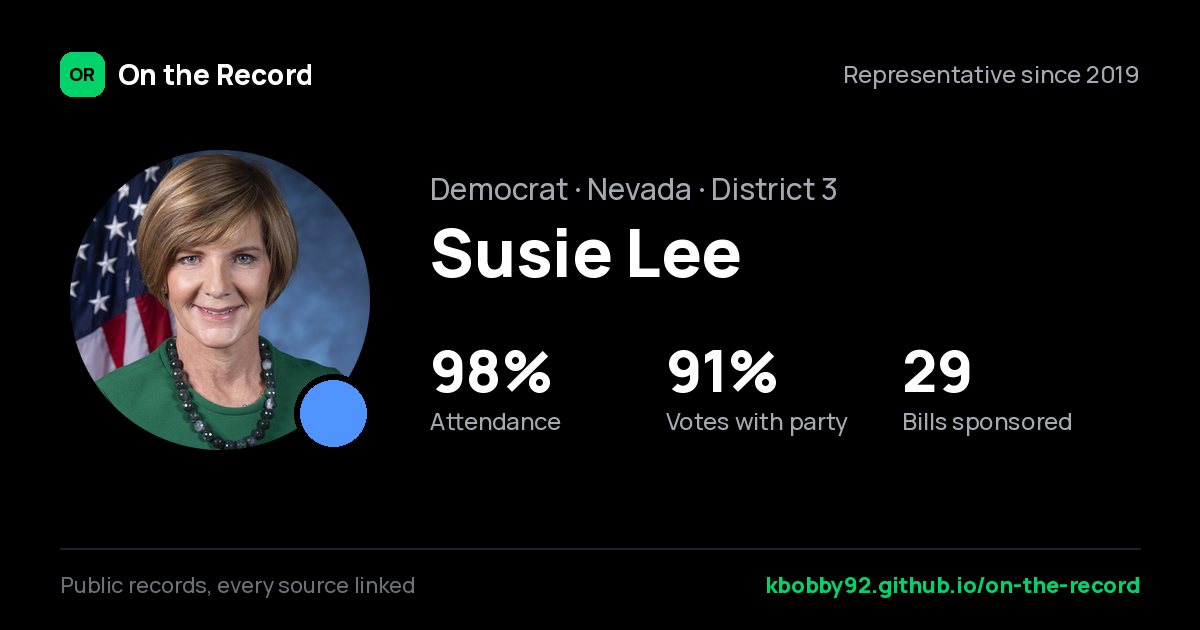 OR On the Record
Representative since 2019
Democrat · Nevada · District 3
Susie Lee
98% 91% 29
Attendance Votes with party Bills sponsored
Public records, every source linked
kbobby92.github.io/on-the-record